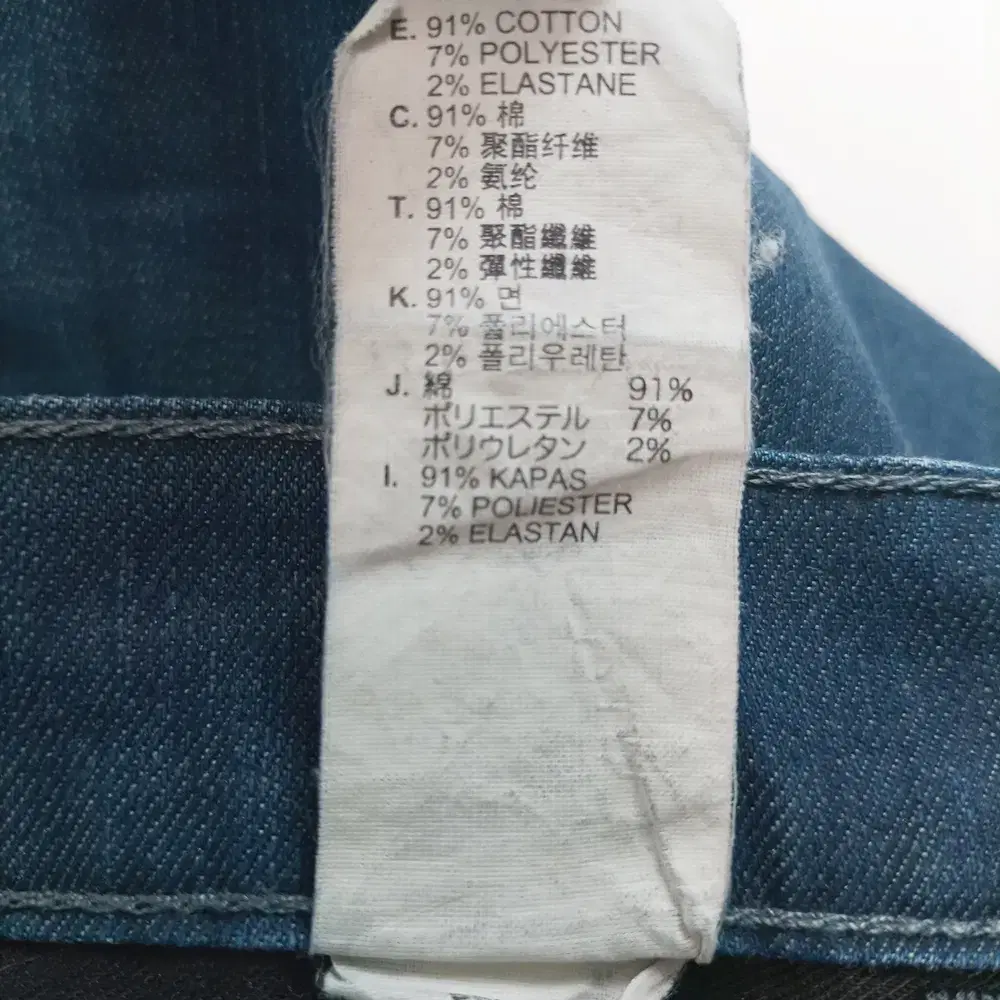 E. 91% COTTON
7% POLYESTER
2% ELASTANE
C. 91% 棉
7% 聚酯纤维
2% 氨纶
T. 91% 棉
7% 聚酯纖維
2% 彈性纖維
K. 91% 면
7% 폴리에스터
2% 폴리우레탄
J. 綿 91%
ポリエステル 7%
ポリウレタン 2%
I. 91% KAPAS
7% POLIESTER
2% ELASTAN